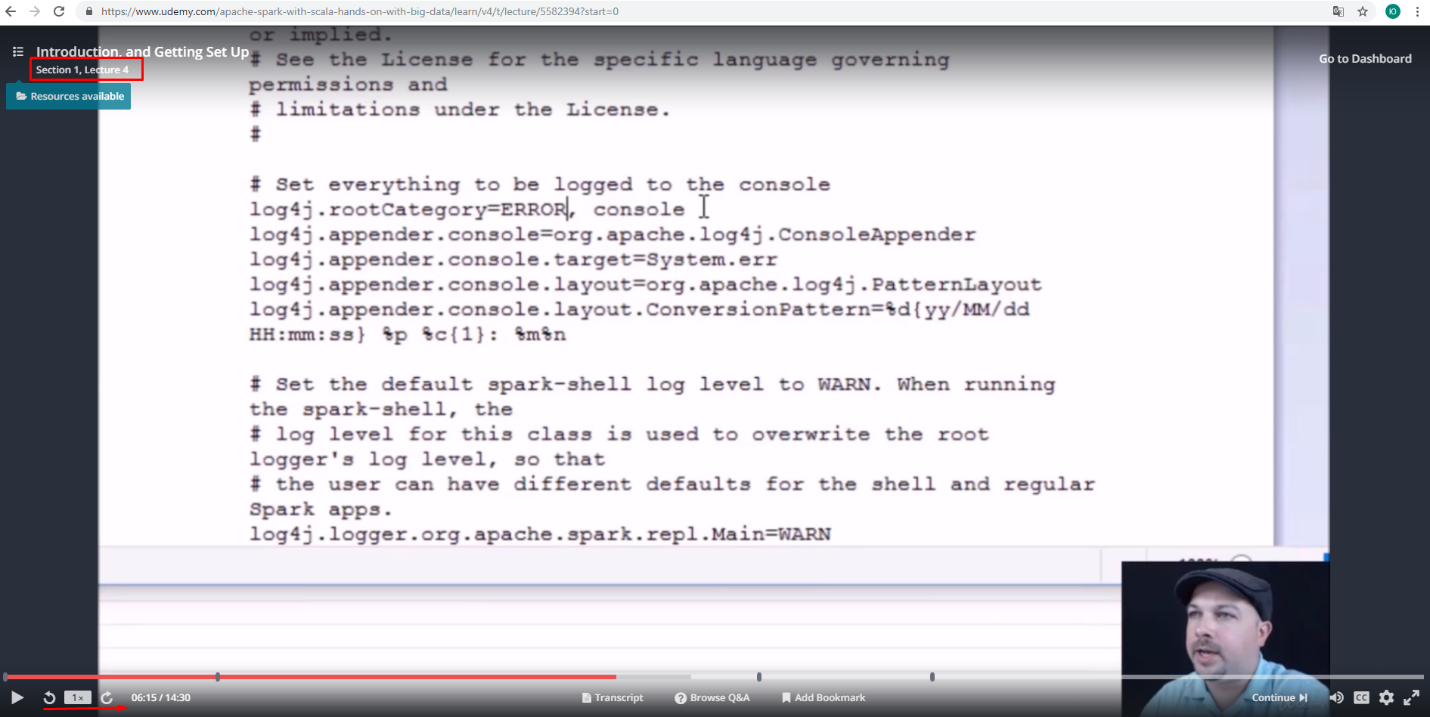 https://www.udemy.com/apache-spark-with-scala-hands-on-with-big-data/learn/v4/t/lecture/5582394?start=0
Ю
Introduction, and Getting Set Up
Section 1, Lecture 4
Go to Dashboard
Resources available
or implied.
# See the License for the specific language governing
permissions and
# limitations under the License.
#
# Set everything to be logged to the console
log4j.rootCategory=ERROR, console
log4j.appender.console=org.apache.log4j.ConsoleAppender
log4j.appender.console.target=System.err
log4j.appender.console.layout=org.apache.log4j.PatternLayout
log4j.appender.console.layout.ConversionPattern=%d{yy/MM/dd
HH:mm:ss} %p %c{1}: %m%n
# Set the default spark-shell log level to WARN. When running
the spark-shell, the
# log level for this class is used to overwrite the root
logger's log level, so that
# the user can have different defaults for the shell and regular
Spark apps.
log4j.logger.org.apache.spark.repl.Main=WARN
1×
06:15 / 14:30
Transcript
Browse Q&A
Add Bookmark
Continue
CC